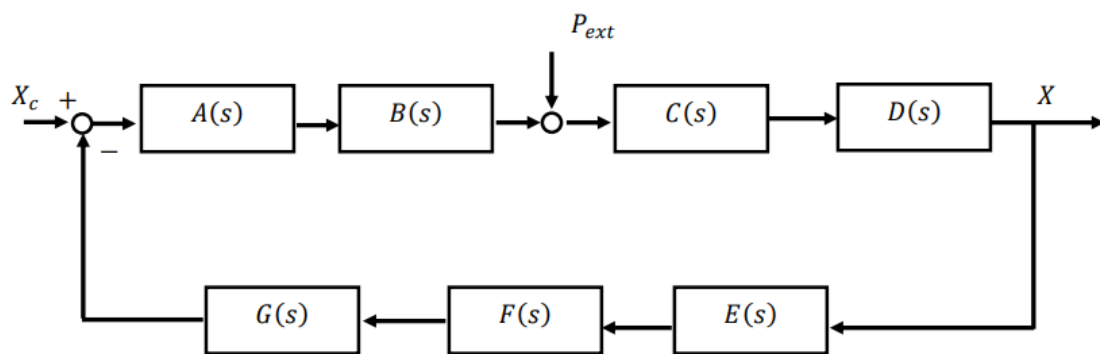 P_ext
X_c + A(s) B(s) C(s) D(s) X
−
G(s) F(s) E(s)